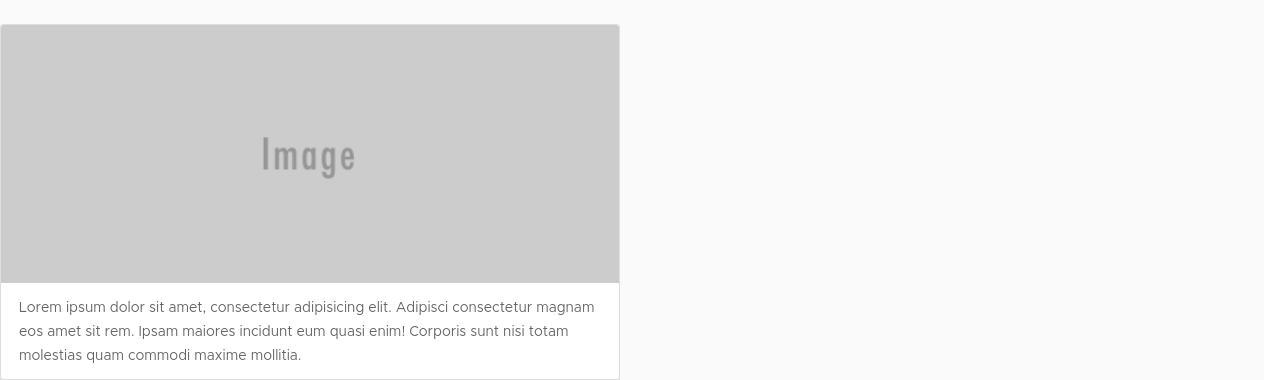 Image
Lorem ipsum dolor sit amet, consectetur adipisicing elit. Adipisci consectetur magnam
eos amet sit rem. Ipsam maiores incidunt eum quasi enim! Corporis sunt nisi totam
molestias quam commodi maxime mollitia.